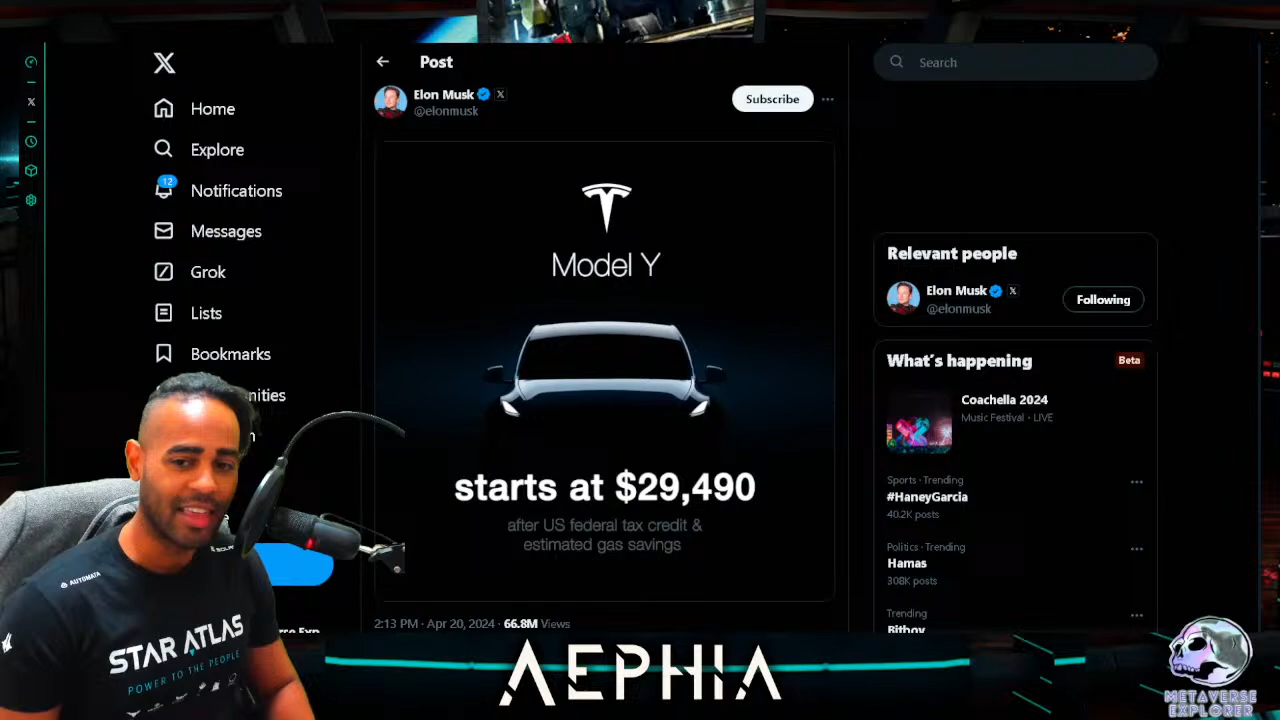 Post
Search
Elon Musk
@elonmusk
Subscribe
Home
Explore
12
Notifications
Messages
Grok
Lists
Bookmarks
nities
Model Y
starts at $29,490
after US federal tax credit &
estimated gas savings
2:13 PM · Apr 20, 2024 · 66.8M Views
Relevant people
Elon Musk
@elonmusk
Following
What's happening
Beta
Coachella 2024
Music Festival · LIVE
Sports · Trending
#HaneyGarcia
40.2K posts
Politics · Trending
Hamas
308K posts
Trending
Bitboy
AUTOMATA
STAR ATLAS
POWER TO THE PEOPLE
AEPHIA
METAVERSE
EXPLORER